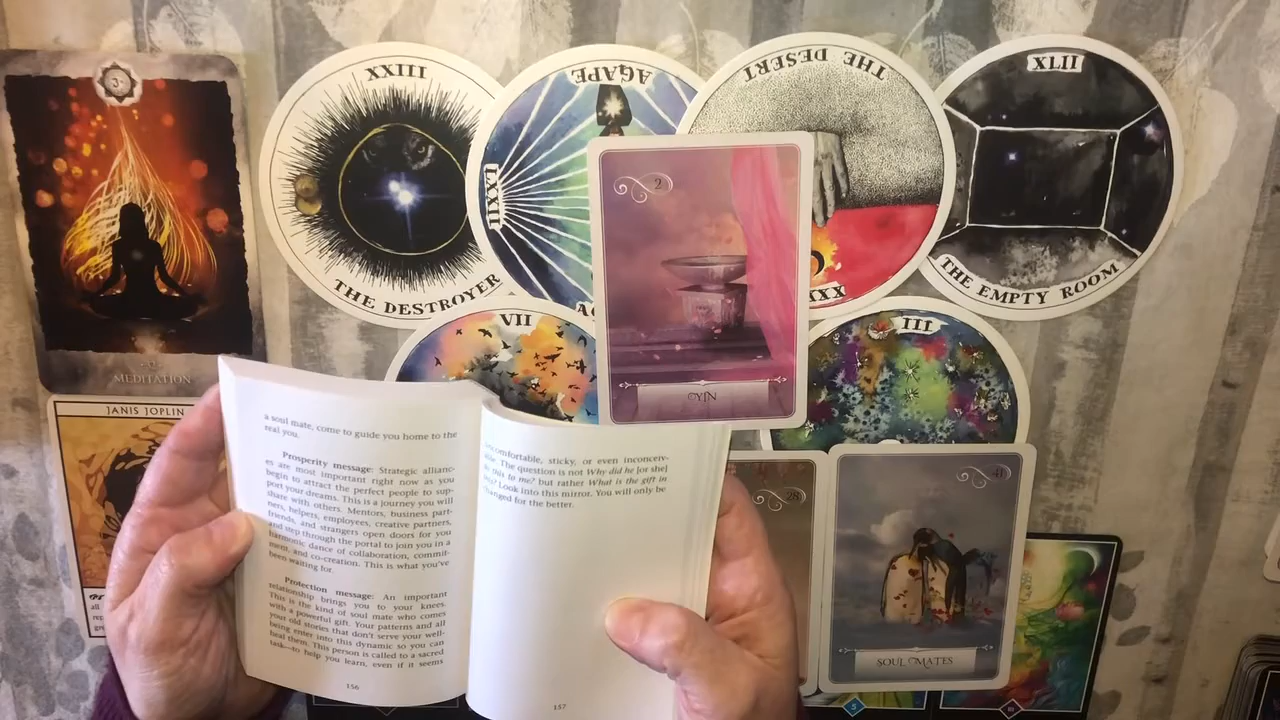 3
MEDITATION
XXIIII
THE DESTROYER
AGAPE
LXXII
THE DESERT
XXX
XLII
THE EMPTY ROOM
VII
III
2
YIN
JANIS JOPLIN
28
41
SOUL MATES
5
a soul mate, come to guide you home to the
real you.
Prosperity message: Strategic allianc-
es are most important right now as you
begin to attract the perfect people to sup-
port your dreams. This is a journey you will
share with others. Mentors, business part-
ners, helpers, employees, creative partners,
friends, and strangers open doors for you
and step through the portal to join you in a
harmonic dance of collaboration, commit-
ment, and co-creation. This is what you've
been waiting for.
Protection message: An important
relationship brings you to your knees.
This is the kind of soul mate who comes
with a powerful gift. Your patterns and all
your old stories that don't serve your well-
being enter into this dynamic so you can
heal them. This person is called to a sacred
task—to help you learn, even if it seems
156
uncomfortable, sticky, or even inconceiv-
The question is not Why did he [or she]
this to me? but rather What is the gift in
Look into this mirror. You will only be
changed for the better.
157